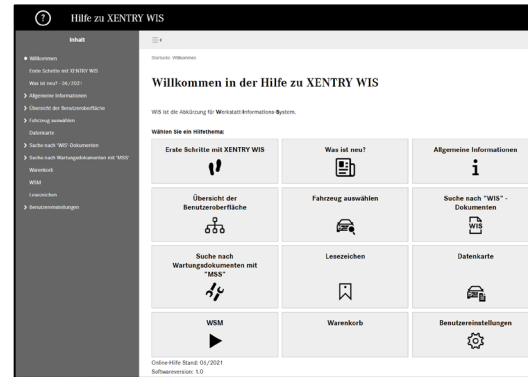 ? Hilfe zu XENTRY WIS
Inhalt
Willkommen
Erste Schritte mit XENTRY WIS
Was ist neu? - 06/2021
Allgemeine Informationen
Übersicht der Benutzeroberfläche
Fahrzeug auswählen
Datenkarte
Suche nach 'WIS'-Dokumenten
Suche nach Wartungsdokumenten mit 'MSS'
Warenkorb
WSM
Lesezeichen
Benutzereinstellungen
Startseite: Willkommen
Willkommen in der Hilfe zu XENTRY WIS
WIS ist die Abkürzung für Werkstatt-Informations-System.
Wählen Sie ein Hilfethema:
Erste Schritte mit XENTRY WIS
Was ist neu?
Allgemeine Informationen
Übersicht der
Benutzeroberfläche
Fahrzeug auswählen
Suche nach "WIS" -
Dokumenten
WIS
Suche nach
Wartungsdokumenten mit
"MSS"
Lesezeichen
Datenkarte
WSM
Warenkorb
Benutzereinstellungen
Online-Hilfe Stand: 06/2021
Softwareversion: 1.0